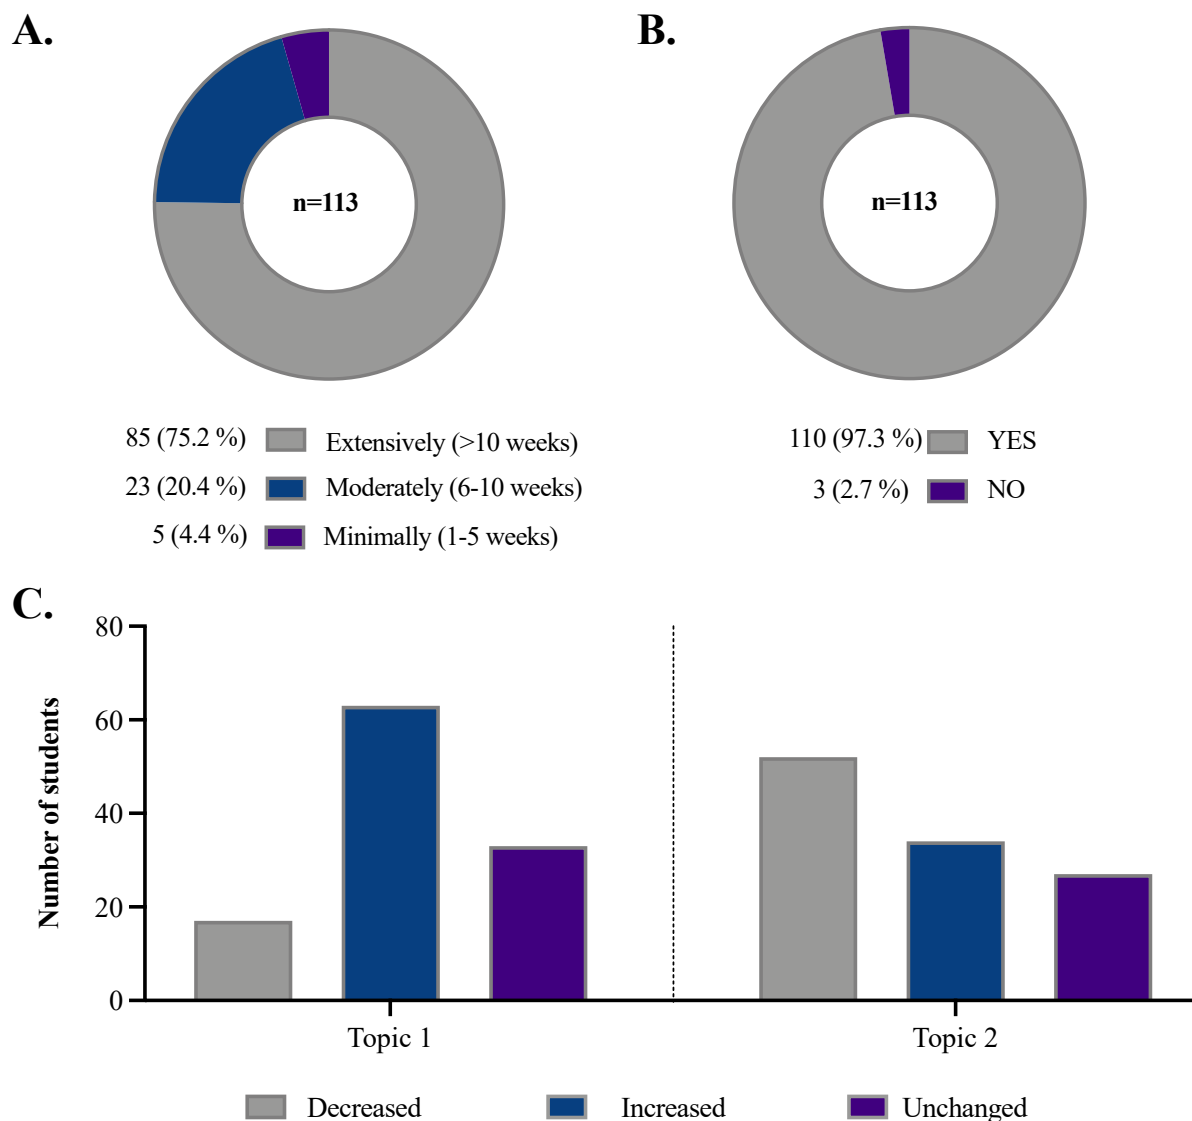 A.
B.
n=113
n=113
85 (75.2 %) Extensively (>10 weeks)
23 (20.4 %) Moderately (6-10 weeks)
5 (4.4 %) Minimally (1-5 weeks)
110 (97.3 %) YES
3 (2.7 %) NO
C.
Number of students
80
60
40
20
0
Topic 1
Topic 2
Decreased
Increased
Unchanged